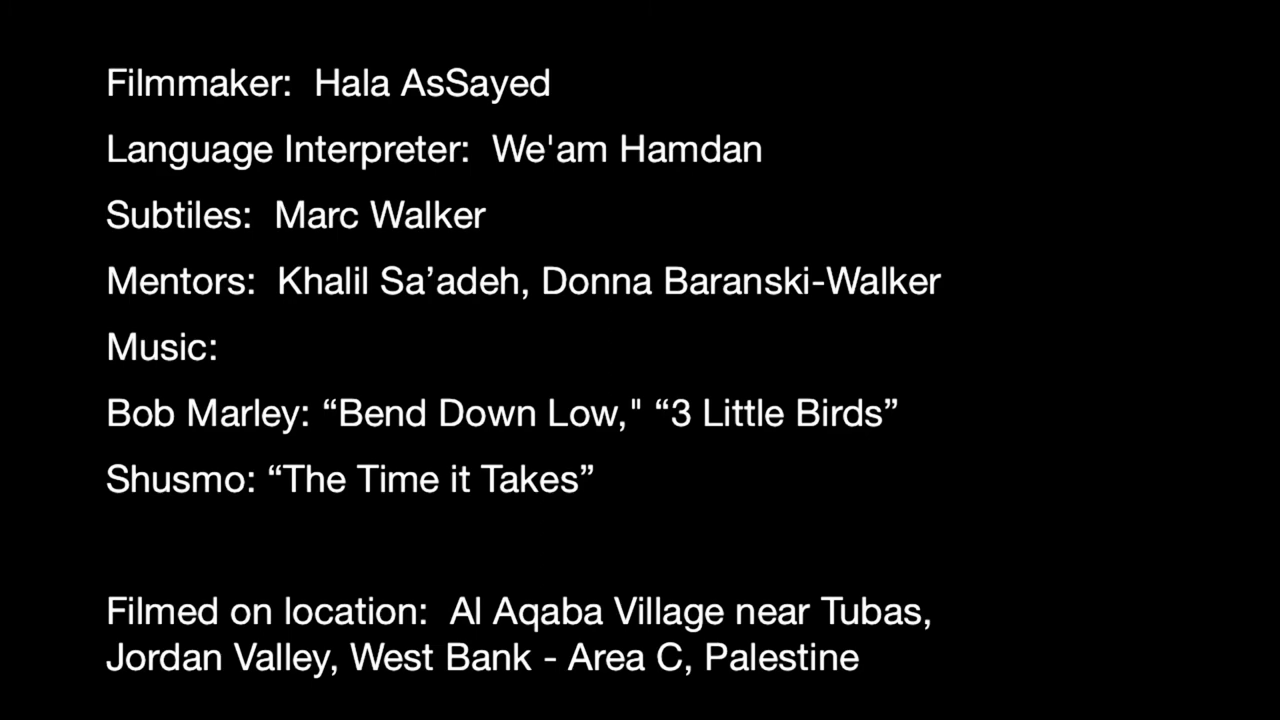 Filmmaker:  Hala AsSayed
Language Interpreter:  We'am Hamdan
Subtiles:  Marc Walker
Mentors:  Khalil Sa’adeh, Donna Baranski-Walker
Music:
Bob Marley: “Bend Down Low," “3 Little Birds”
Shusmo: “The Time it Takes”
Filmed on location:  Al Aqaba Village near Tubas,
Jordan Valley, West Bank - Area C, Palestine